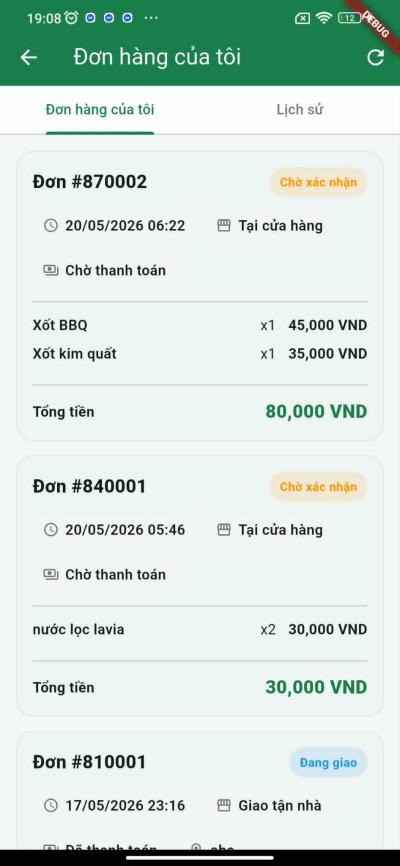 19:08
12
DEBUG
Đơn hàng của tôi
Đơn hàng của tôi
Lịch sử
Đơn #870002
Chờ xác nhận
20/05/2026 06:22
Tại cửa hàng
Chờ thanh toán
Xốt BBQ x1 45,000 VND
Xốt kim quất x1 35,000 VND
Tổng tiền 80,000 VND
Đơn #840001
Chờ xác nhận
20/05/2026 05:46
Tại cửa hàng
Chờ thanh toán
nước lọc lavia x2 30,000 VND
Tổng tiền 30,000 VND
Đơn #810001
Đang giao
17/05/2026 23:16
Giao tận nhà
Đã thanh toán